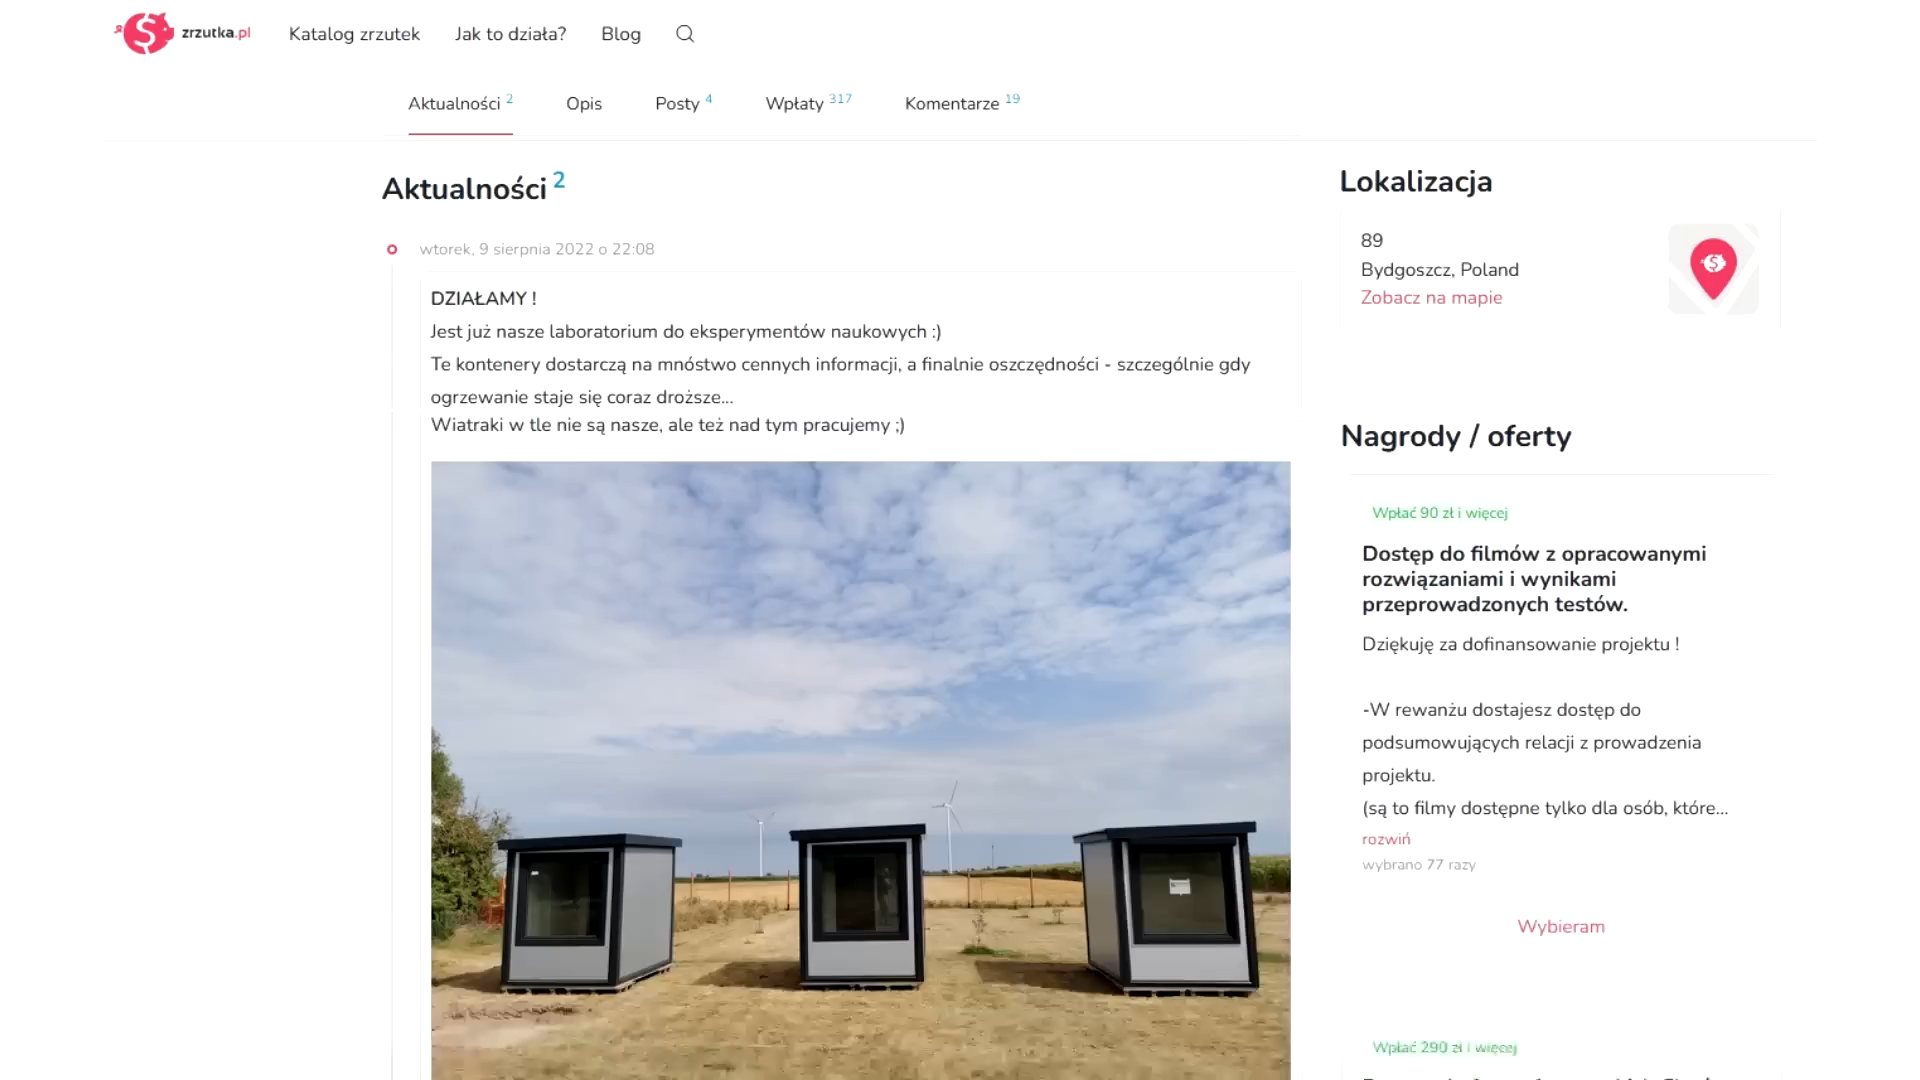 zrzutka.pl
Katalog zrzutek
Jak to działa?
Blog
Aktualności 2
Opis
Posty 4
Wpłaty 317
Komentarze 19
Aktualności 2
wtorek, 9 sierpnia 2022 o 22:08
DZIAŁAMY !
Jest już nasze laboratorium do eksperymentów naukowych :)
Te kontenery dostarczą na mnóstwo cennych informacji, a finalnie oszczędności - szczególnie gdy
ogrzewanie staje się coraz droższe...
Wiatraki w tle nie są nasze, ale też nad tym pracujemy ;)
Lokalizacja
89
Bydgoszcz, Poland
Zobacz na mapie
Nagrody / oferty
Wpłać 90 zł i więcej
Dostęp do filmów z opracowanymi
rozwiązaniami i wynikami
przeprowadzonych testów.
Dziękuję za dofinansowanie projektu !
-W rewanżu dostajesz dostęp do
podsumowujących relacji z prowadzenia
projektu.
(są to filmy dostępne tylko dla osób, które...
rozwiń
wybrano 77 razy
Wybieram
Wpłać 290 zł i więcej